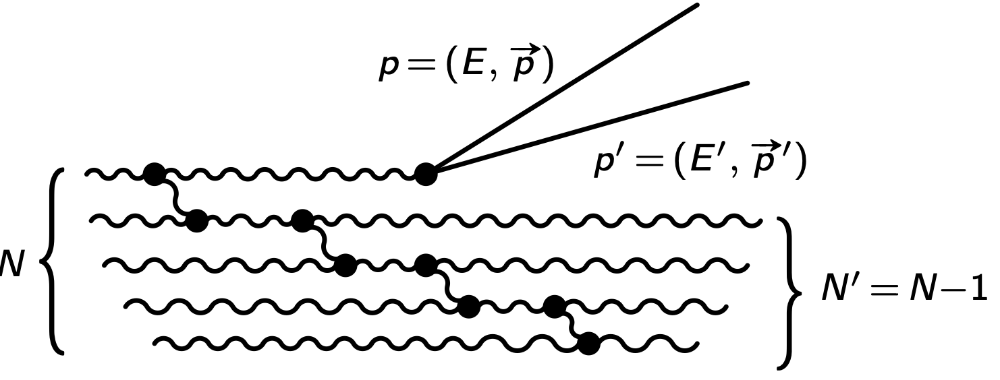 p = (E, p⃗)
p′ = (E′, p⃗′)
N
N′ = N−1